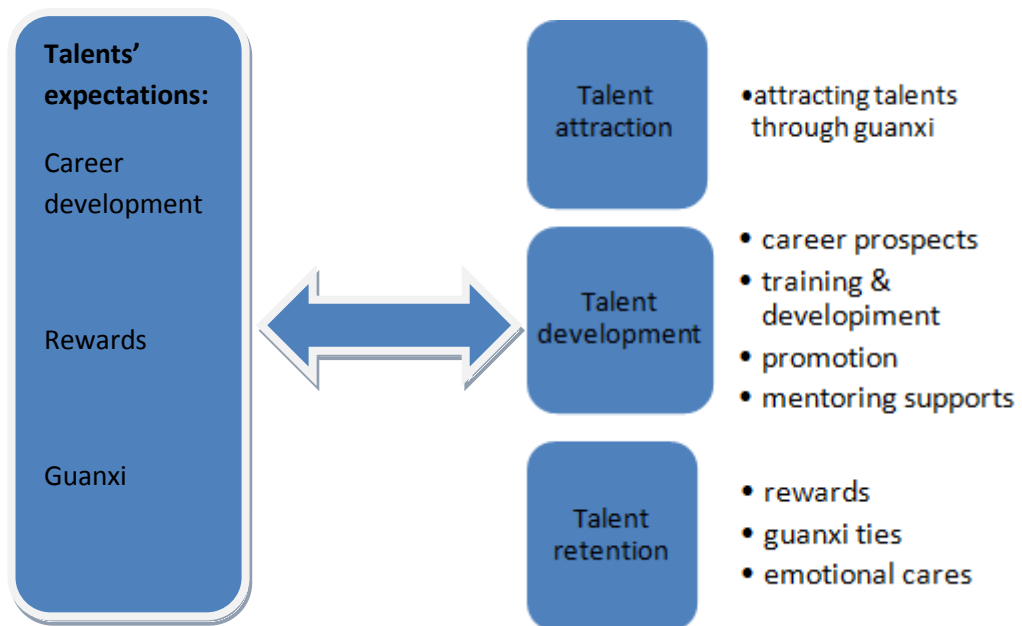 Talents’
expectations:
Career
development
Rewards
Guanxi
Talent
attraction
•attracting talents
through guanxi
Talent
development
• career prospects
• training &
developiment
• promotion
• mentoring supports
Talent
retention
• rewards
• guanxi ties
• emotional cares